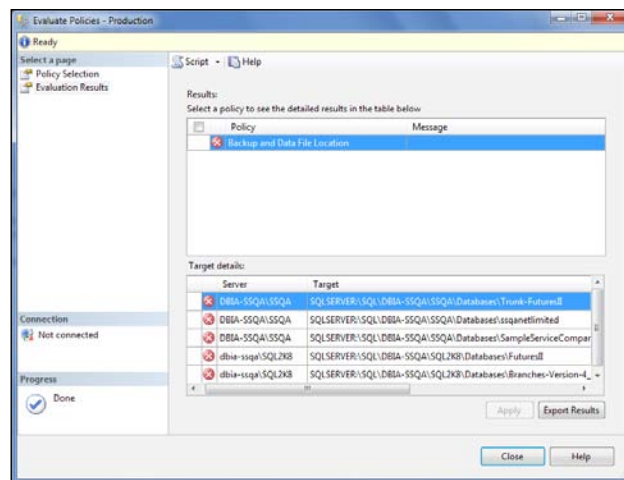 Evaluate Policies - Production
Ready
Select a page
Policy Selection
Evaluation Results
Script
Help
Results:
Select a policy to see the detailed results in the table below
Policy Message
Backup and Data File Location
Target details:
Server Target
DBIA-SSQA\SSQA SQLSERVER:\SQL\DBIA-SSQA\SSQA\Databases\Trunk-FuturesII
DBIA-SSQA\SSQA SQLSERVER:\SQL\DBIA-SSQA\SSQA\Databases\ssqanetlimited
DBIA-SSQA\SSQA SQLSERVER:\SQL\DBIA-SSQA\SSQA\Databases\SampleServiceCompar
dbia-ssqa\SQL2K8 SQLSERVER:\SQL\DBIA-SSQA\SQL2K8\Databases\FuturesII
dbia-ssqa\SQL2K8 SQLSERVER:\SQL\DBIA-SSQA\SQL2K8\Databases\Branches-Version-4_
Connection
Not connected
Progress
Done
Apply
Export Results
Close
Help